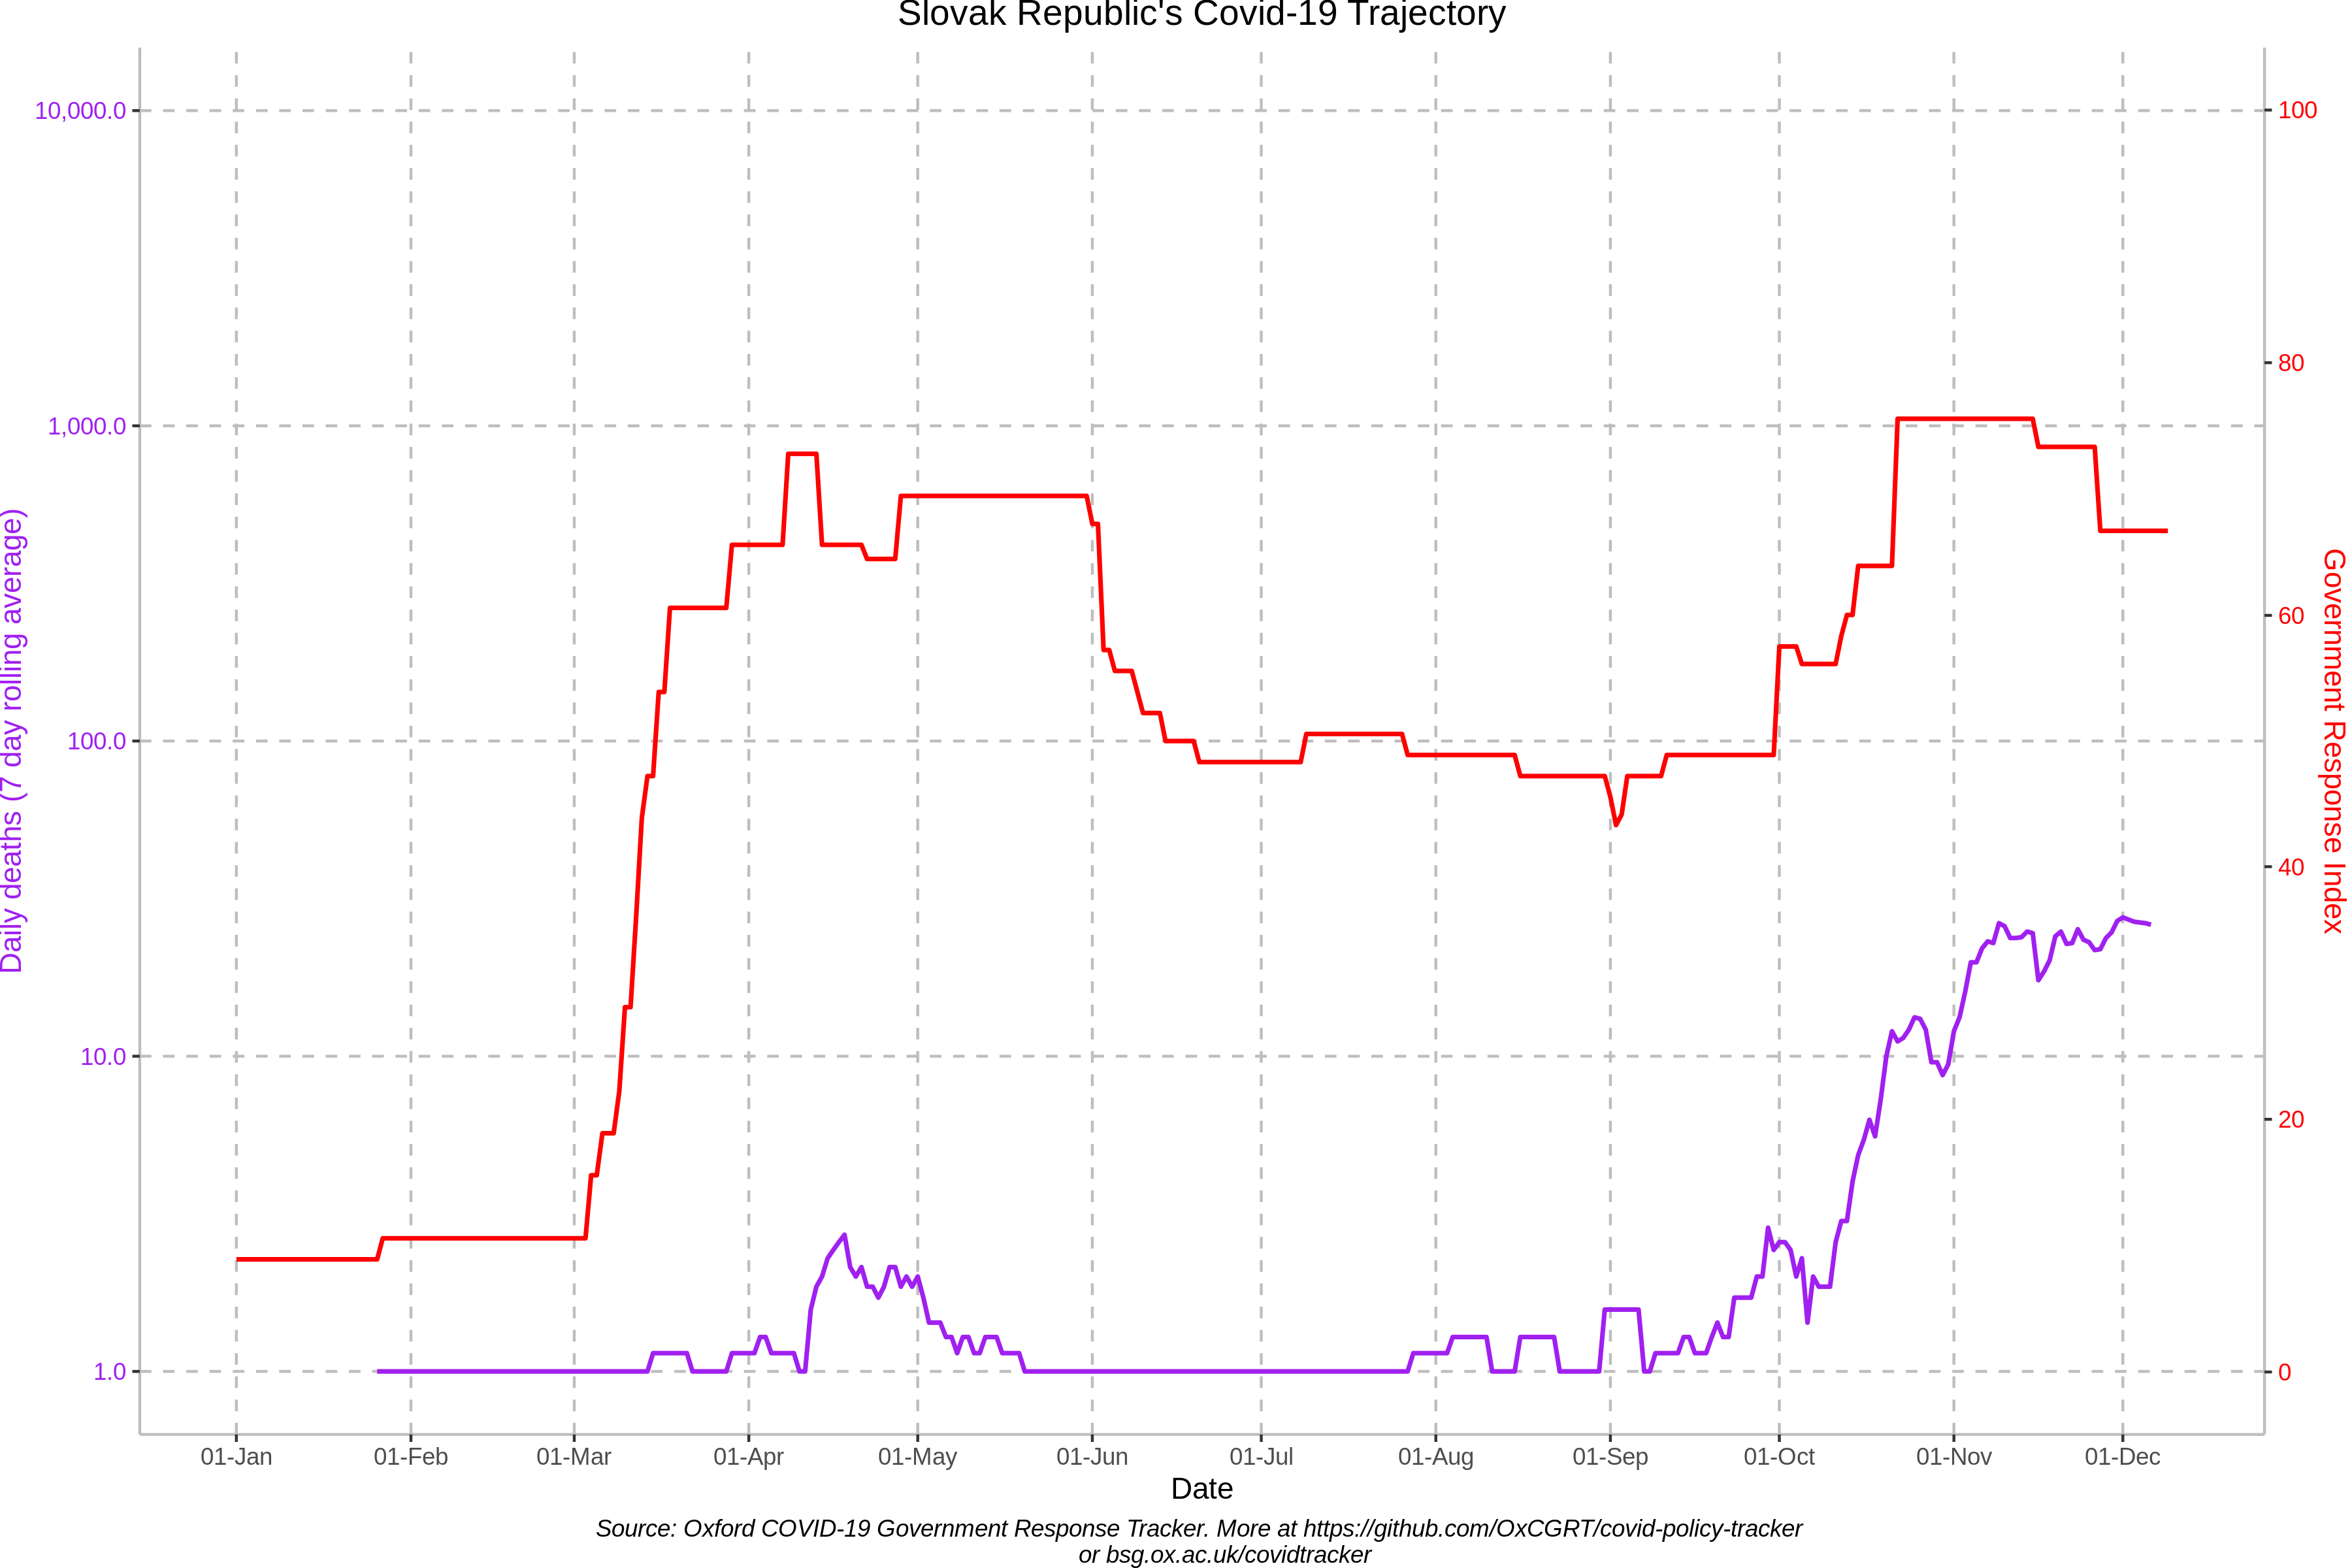 Slovak Republic's Covid-19 Trajectory
10,000.0
1,000.0
100.0
10.0
1.0
Daily deaths (7 day rolling average)
100
80
60
40
20
0
Government Response Index
01-Jan 01-Feb 01-Mar 01-Apr 01-May 01-Jun 01-Jul 01-Aug 01-Sep 01-Oct 01-Nov 01-Dec
Date
Source: Oxford COVID-19 Government Response Tracker. More at https://github.com/OxCGRT/covid-policy-tracker
or bsg.ox.ac.uk/covidtracker